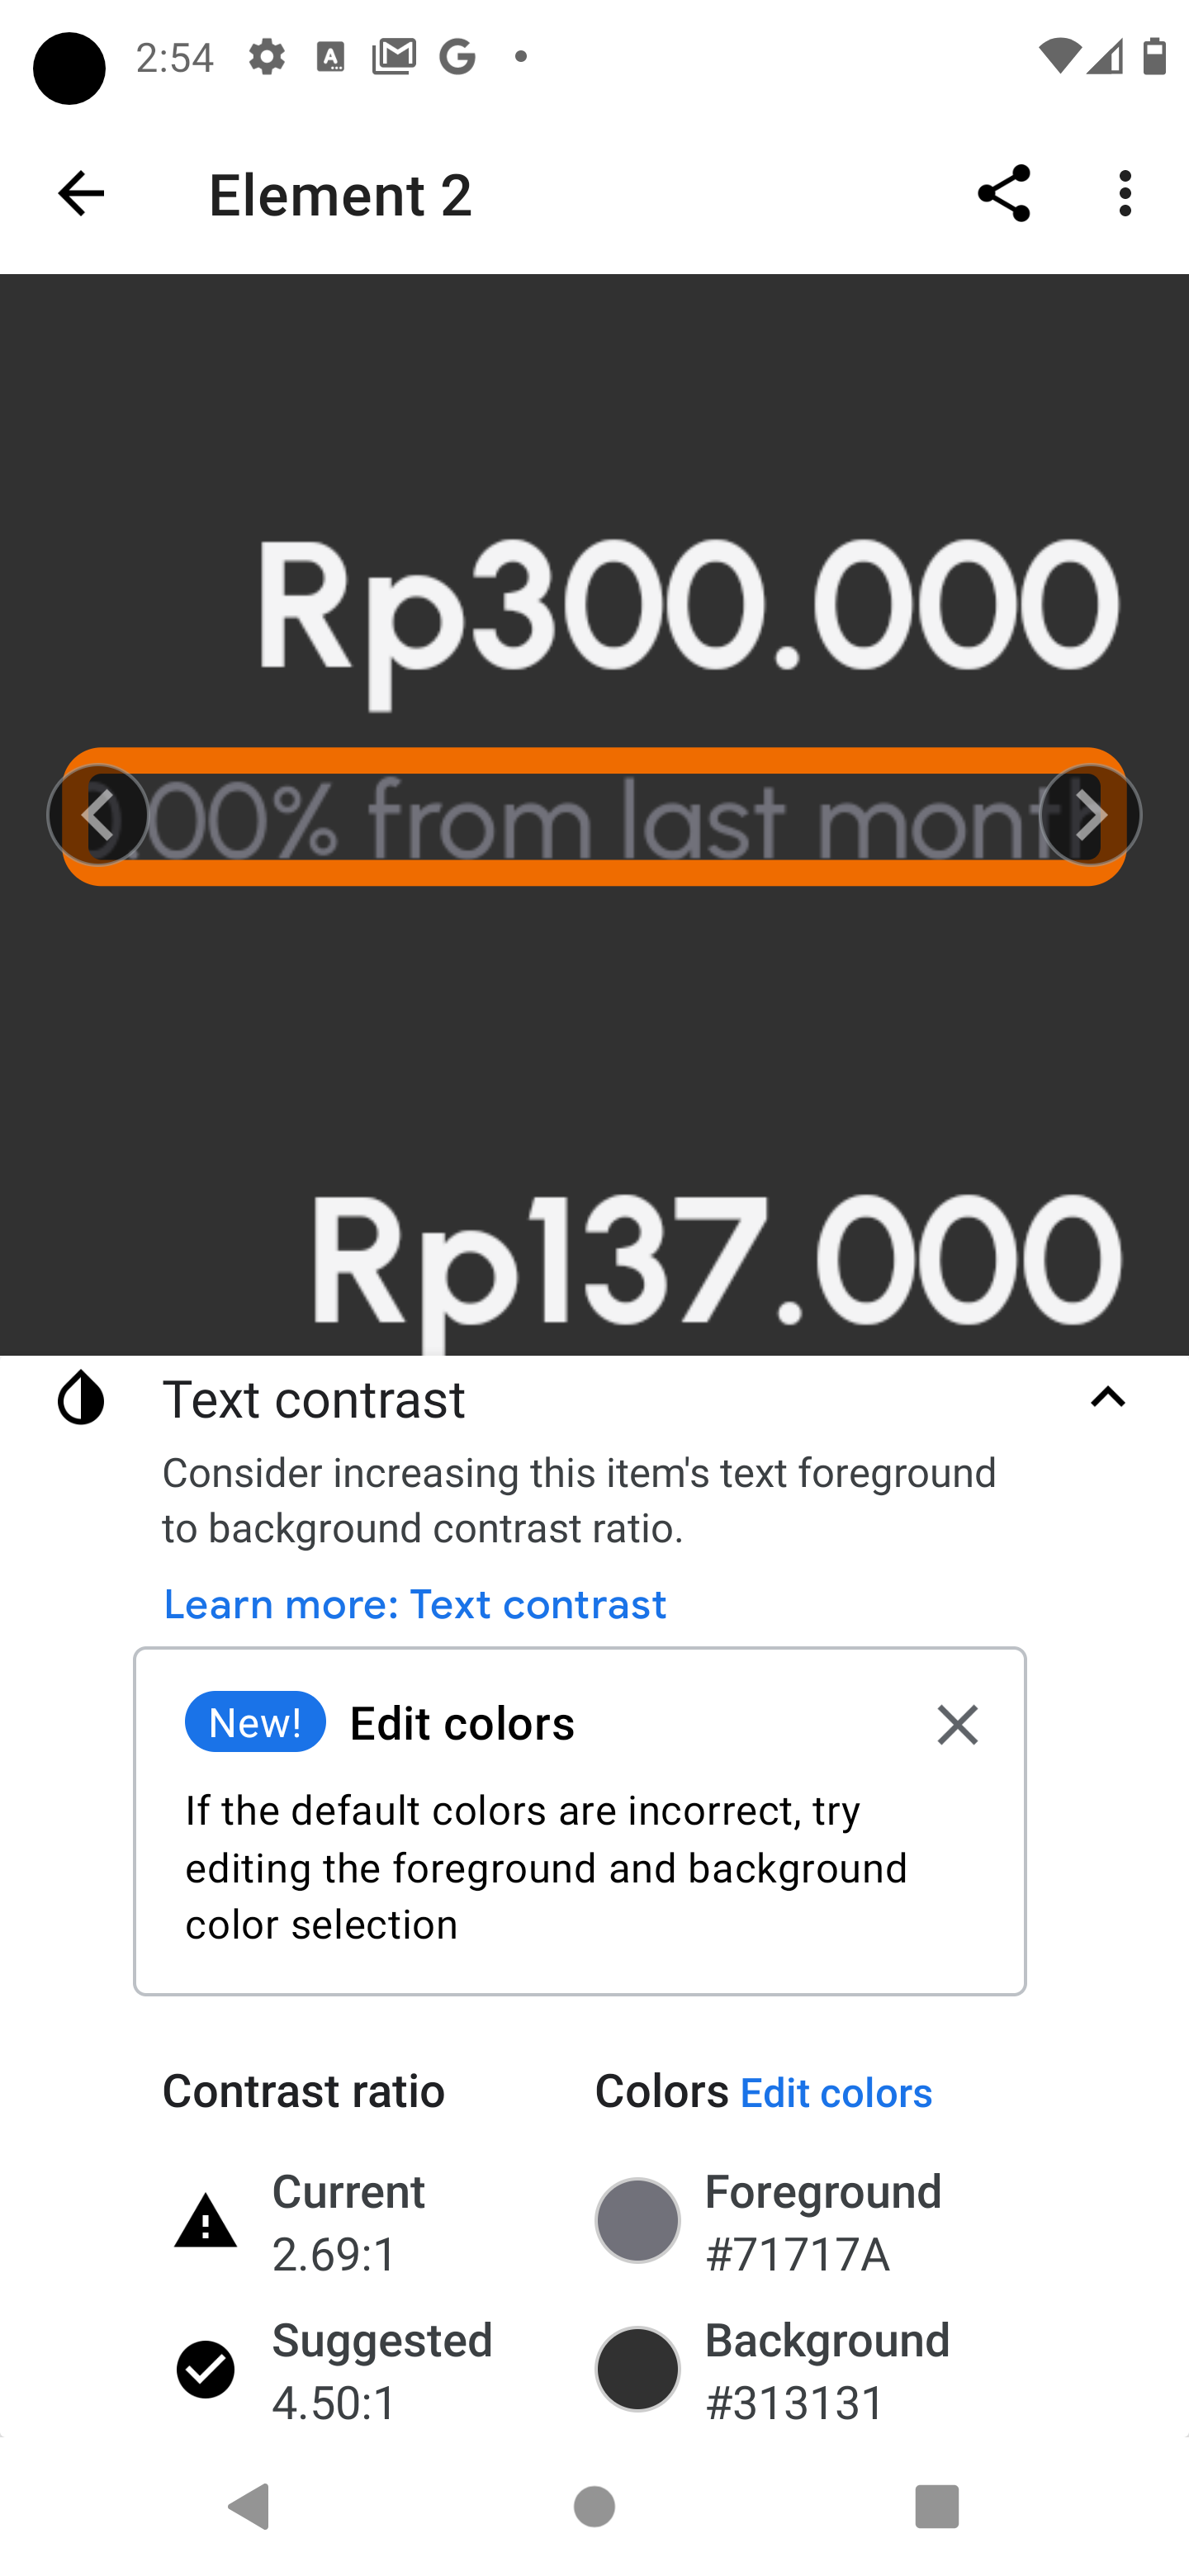 2:54
Element 2
Rp300.000
0.00% from last month
Rp137.000
Text contrast
Consider increasing this item's text foreground
to background contrast ratio.
Learn more: Text contrast
New! Edit colors
If the default colors are incorrect, try
editing the foreground and background
color selection
Contrast ratio
Colors Edit colors
Current
Foreground
2.69:1
#71717A
Suggested
Background
4.50:1
#313131